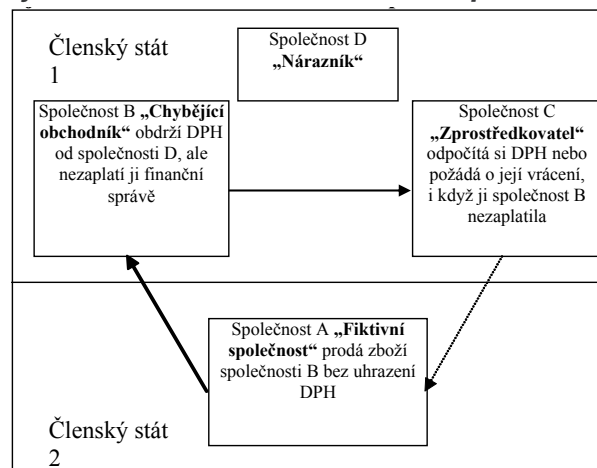 Členský stát
1
Společnost D
„Nárazník“
Společnost B „Chybějící
obchodník“ obdrží DPH
od společnosti D, ale
nezaplatí ji finanční
správě
Společnost C
„Zprostředkovatel“
odpočítá si DPH nebo
požádá o její vrácení,
i když ji společnost B
nezaplatila
Společnost A „Fiktivní
společnost“ prodá zboží
společnosti B bez uhrazení
DPH
Členský stát
2